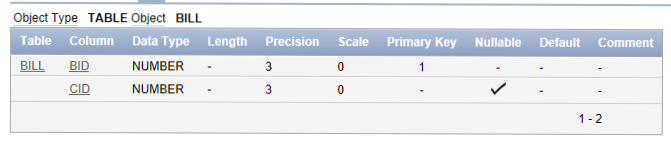 Object Type TABLE Object BILL
Table Column Data Type Length Precision Scale Primary Key Nullable Default Comment
BILL BID NUMBER - 3 0 1 - - -
CID NUMBER - 3 0 - ✓ - -
1 - 2